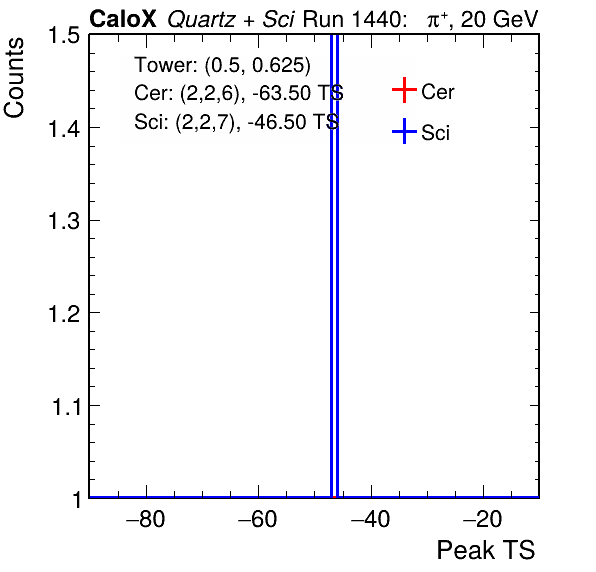 CaloX Quartz + Sci Run 1440: π⁺, 20 GeV
Counts
1.5
1.4
1.3
1.2
1.1
1
Tower: (0.5, 0.625)
Cer: (2,2,6), -63.50 TS
Sci: (2,2,7), -46.50 TS
Cer
Sci
−80 −60 −40 −20
Peak TS